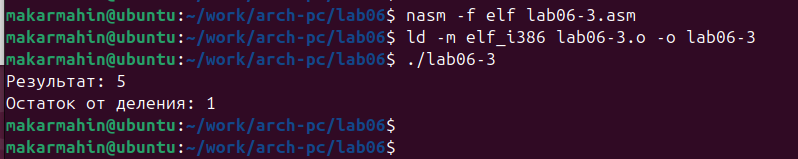 makarmahin@ubuntu:~/work/arch-pc/lab06$ nasm -f elf lab06-3.asm
makarmahin@ubuntu:~/work/arch-pc/lab06$ ld -m elf_i386 lab06-3.o -o lab06-3
makarmahin@ubuntu:~/work/arch-pc/lab06$ ./lab06-3
Результат: 5
Остаток от деления: 1
makarmahin@ubuntu:~/work/arch-pc/lab06$
makarmahin@ubuntu:~/work/arch-pc/lab06$